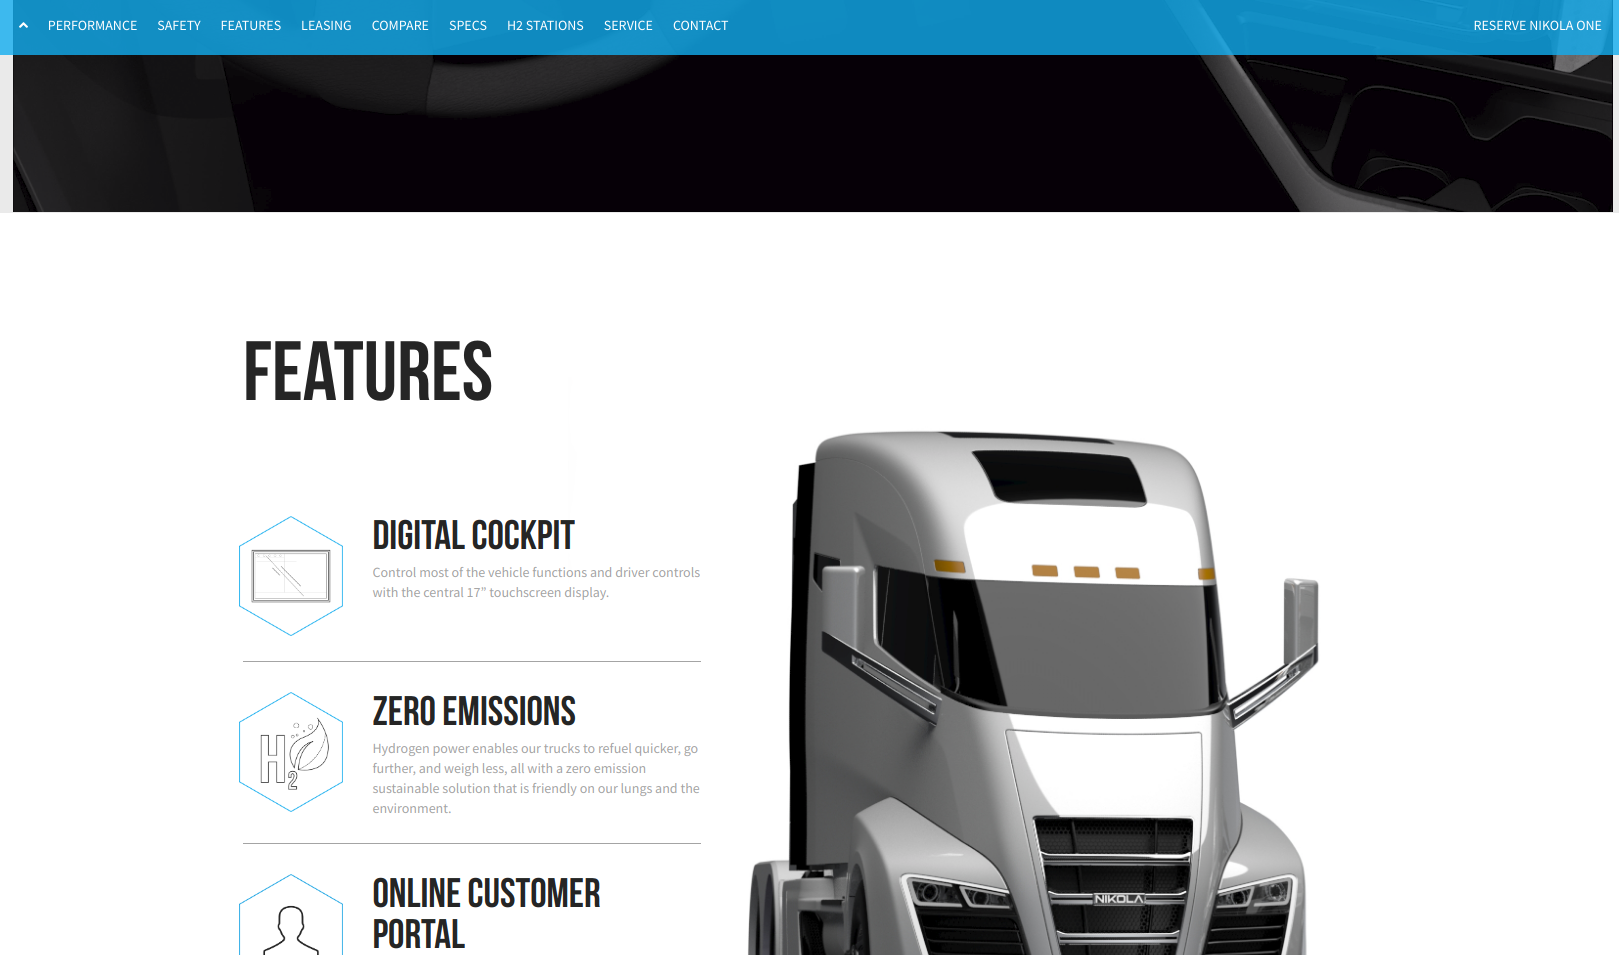 PERFORMANCE SAFETY FEATURES LEASING COMPARE SPECS H2 STATIONS SERVICE CONTACT RESERVE NIKOLA ONE
FEATURES
DIGITAL COCKPIT
Control most of the vehicle functions and driver controls
with the central 17” touchscreen display.
H2
ZERO EMISSIONS
Hydrogen power enables our trucks to refuel quicker, go
further, and weigh less, all with a zero emission
sustainable solution that is friendly on our lungs and the
environment.
ONLINE CUSTOMER
PORTAL
NIKOLA